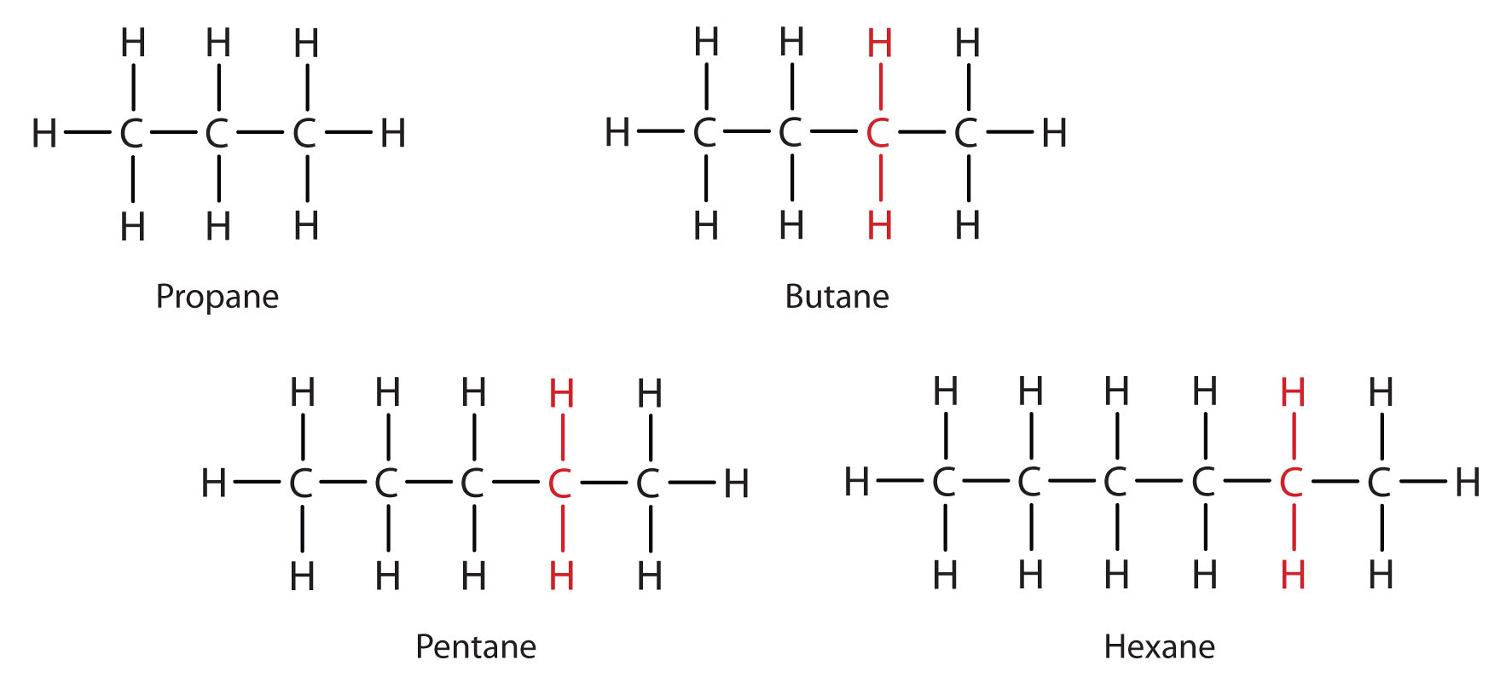 H H H H H H H
H C C C H H C C C C H
H H H H H H H
Propane Butane
H H H H H H H H H H H
H C C C C C H H C C C C C C H
H H H H H H H H H H H
Pentane Hexane